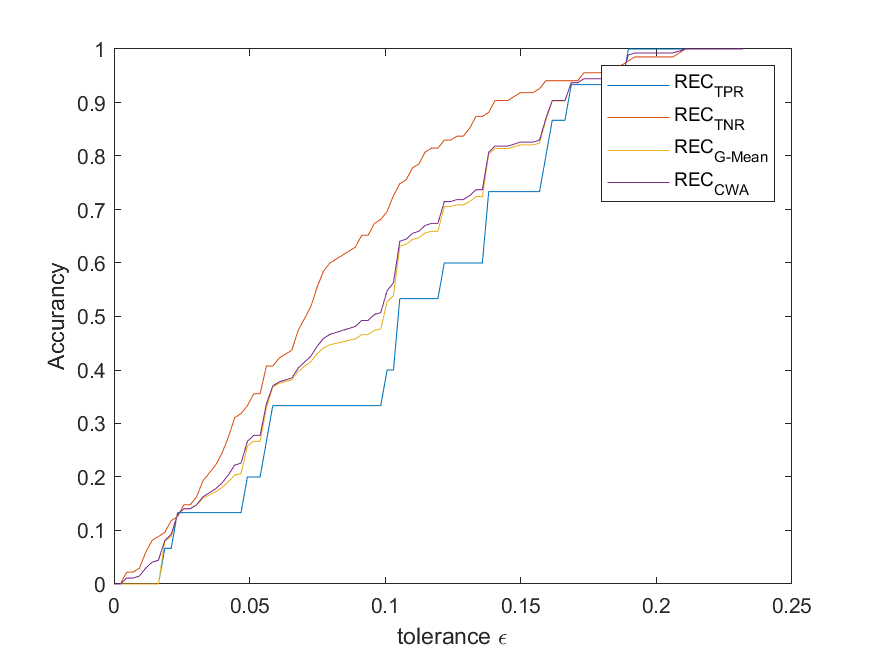 1
0.9
0.8
0.7
0.6
0.5
0.4
0.3
0.2
0.1
0
Accurancy
0 0.05 0.1 0.15 0.2 0.25
tolerance ϵ
REC_TPR
REC_TNR
REC_G-Mean
REC_CWA